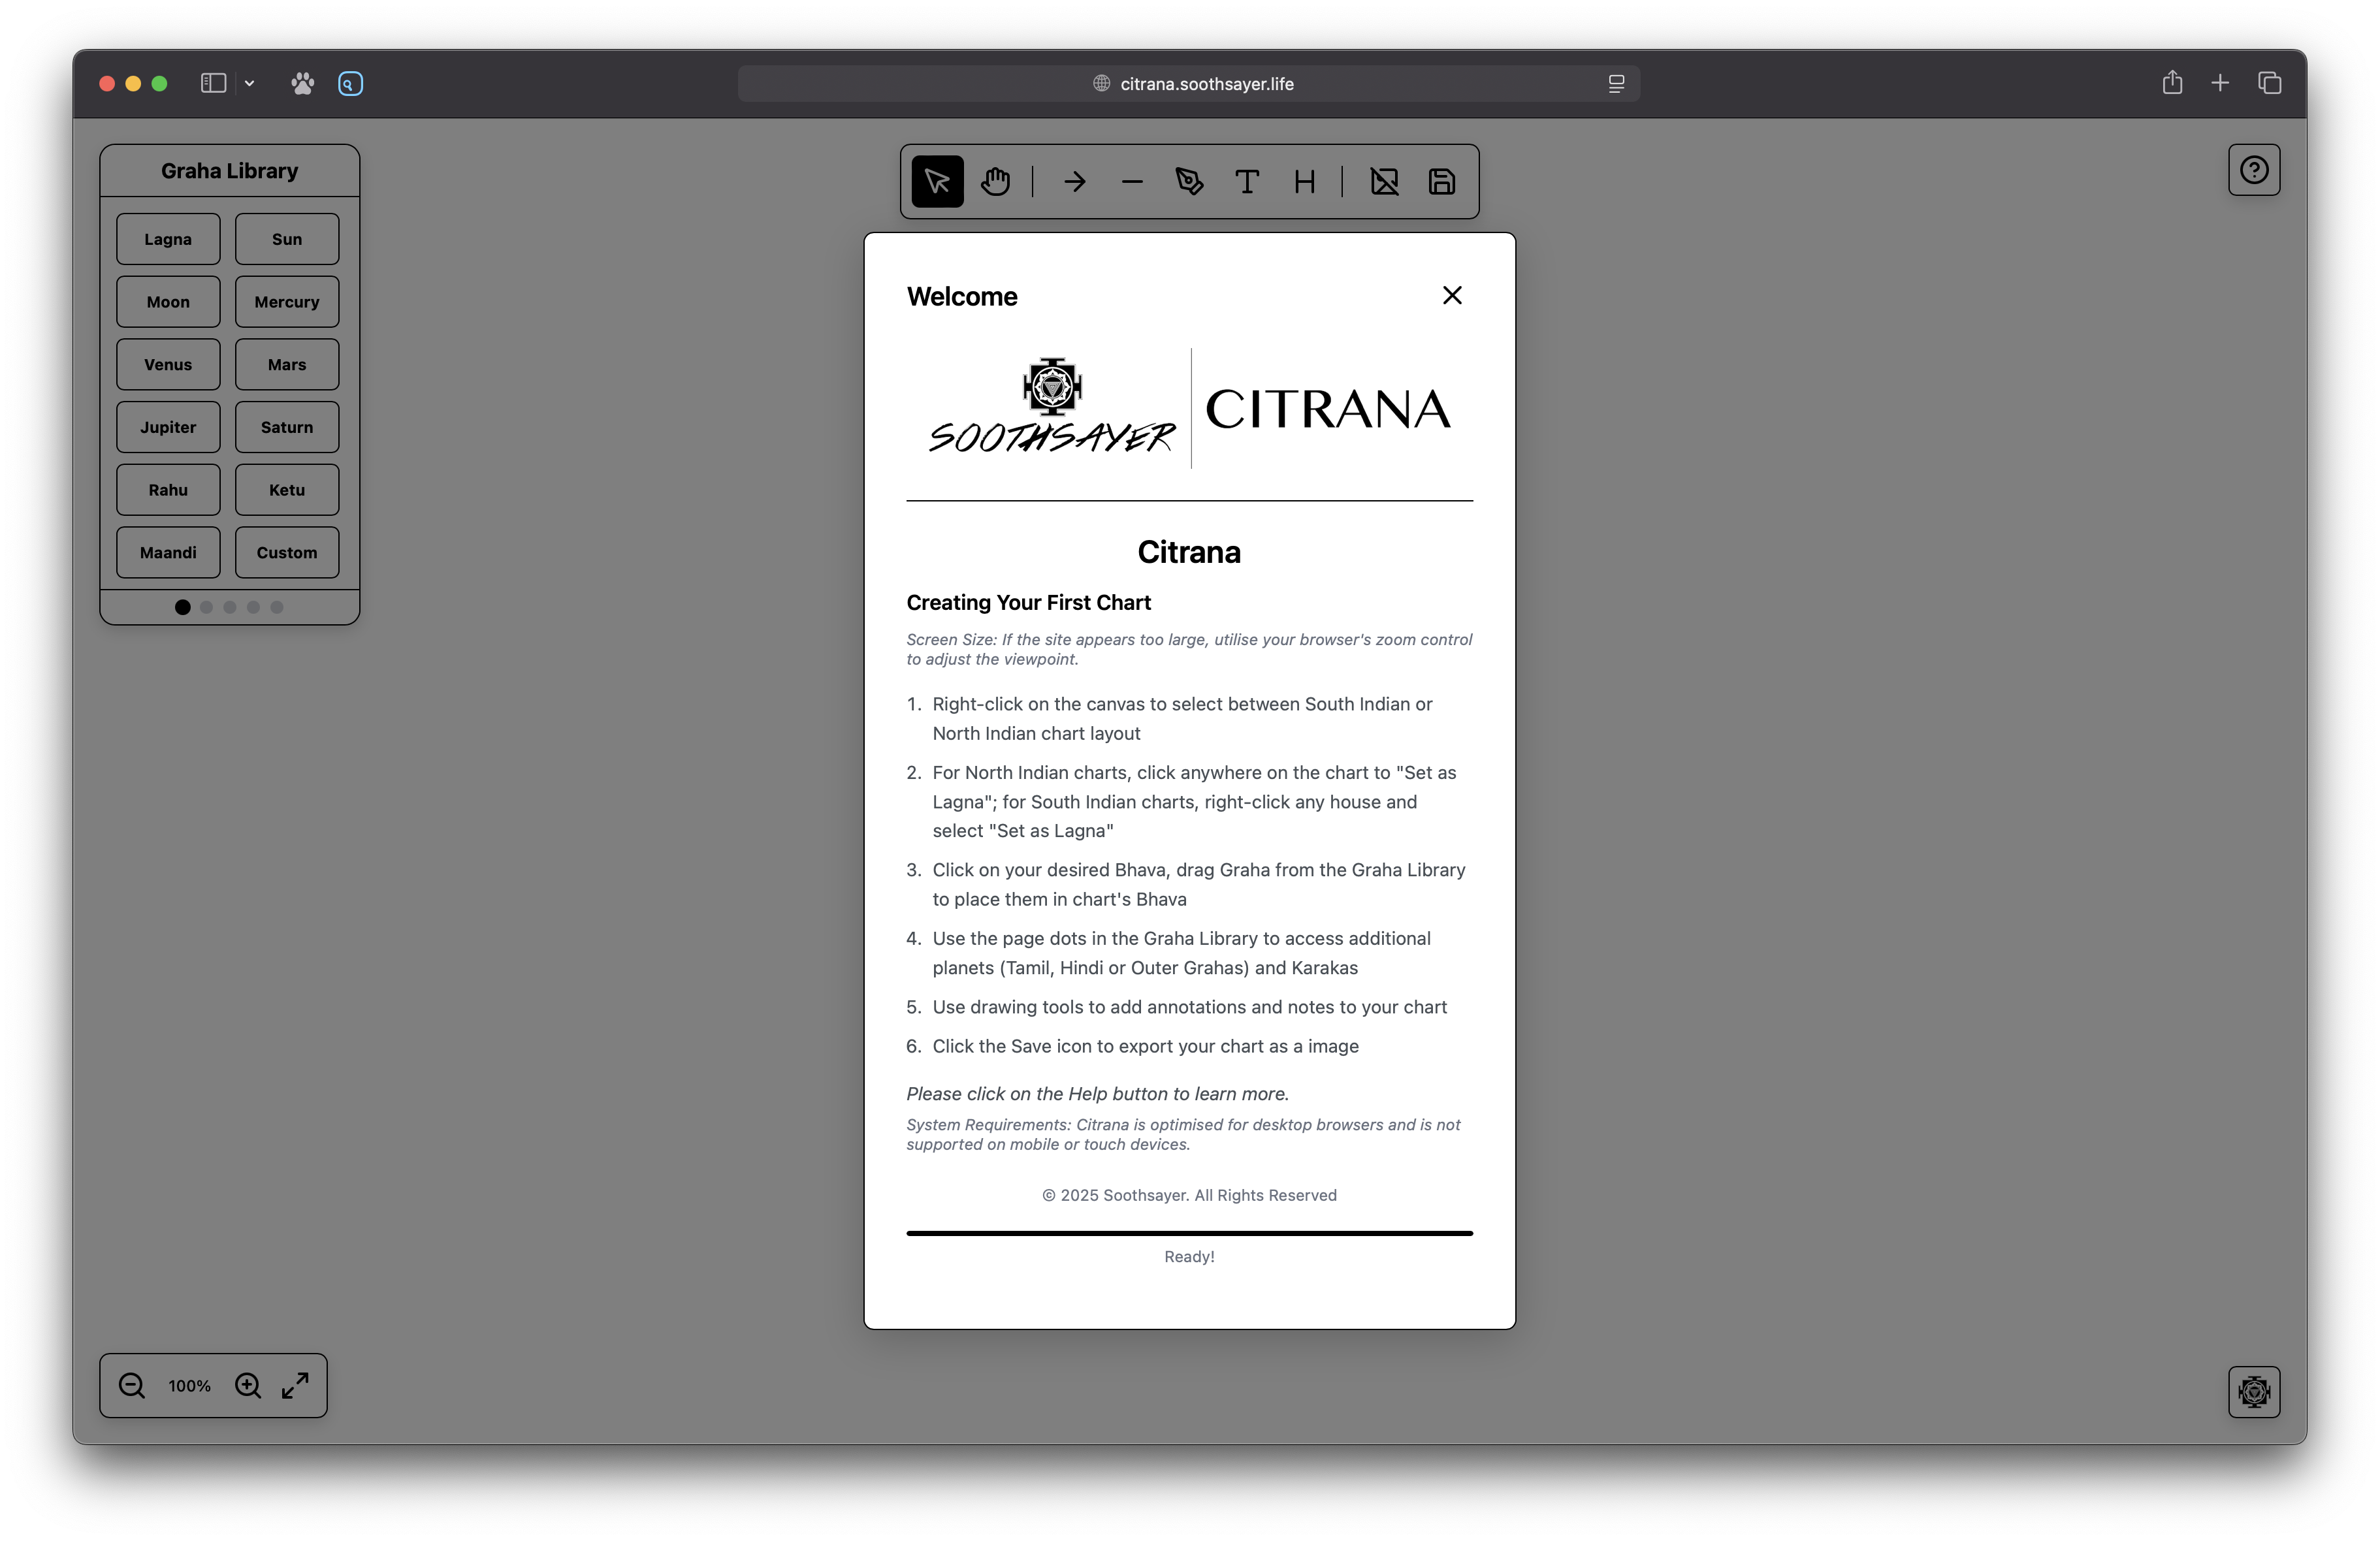 citrana.soothsayer.life
Graha Library
Lagna
Sun
Moon
Mercury
Venus
Mars
Jupiter
Saturn
Rahu
Ketu
Maandi
Custom
T
H
Welcome
SOOTHSAYER
CITRANA
Citrana
Creating Your First Chart
Screen Size: If the site appears too large, utilise your browser's zoom control
to adjust the viewpoint.
1. Right-click on the canvas to select between South Indian or
North Indian chart layout
2. For North Indian charts, click anywhere on the chart to "Set as
Lagna"; for South Indian charts, right-click any house and
select "Set as Lagna"
3. Click on your desired Bhava, drag Graha from the Graha Library
to place them in chart's Bhava
4. Use the page dots in the Graha Library to access additional
planets (Tamil, Hindi or Outer Grahas) and Karakas
5. Use drawing tools to add annotations and notes to your chart
6. Click the Save icon to export your chart as a image
Please click on the Help button to learn more.
System Requirements: Citrana is optimised for desktop browsers and is not
supported on mobile or touch devices.
© 2025 Soothsayer. All Rights Reserved
Ready!
100%